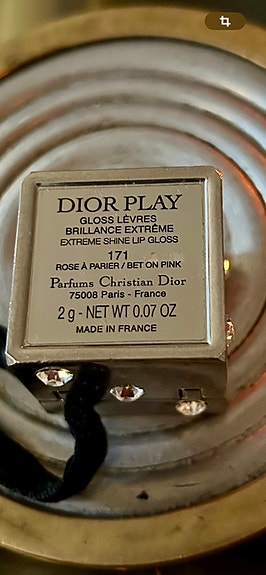 DIOR PLAY
GLOSS LÈVRES
BRILLANCE EXTRÊME
EXTREME SHINE LIP GLOSS
171
ROSE À PARIER / BET ON PINK
Parfums Christian Dior
75008 Paris - France
2 g - NET WT 0.07 OZ
MADE IN FRANCE